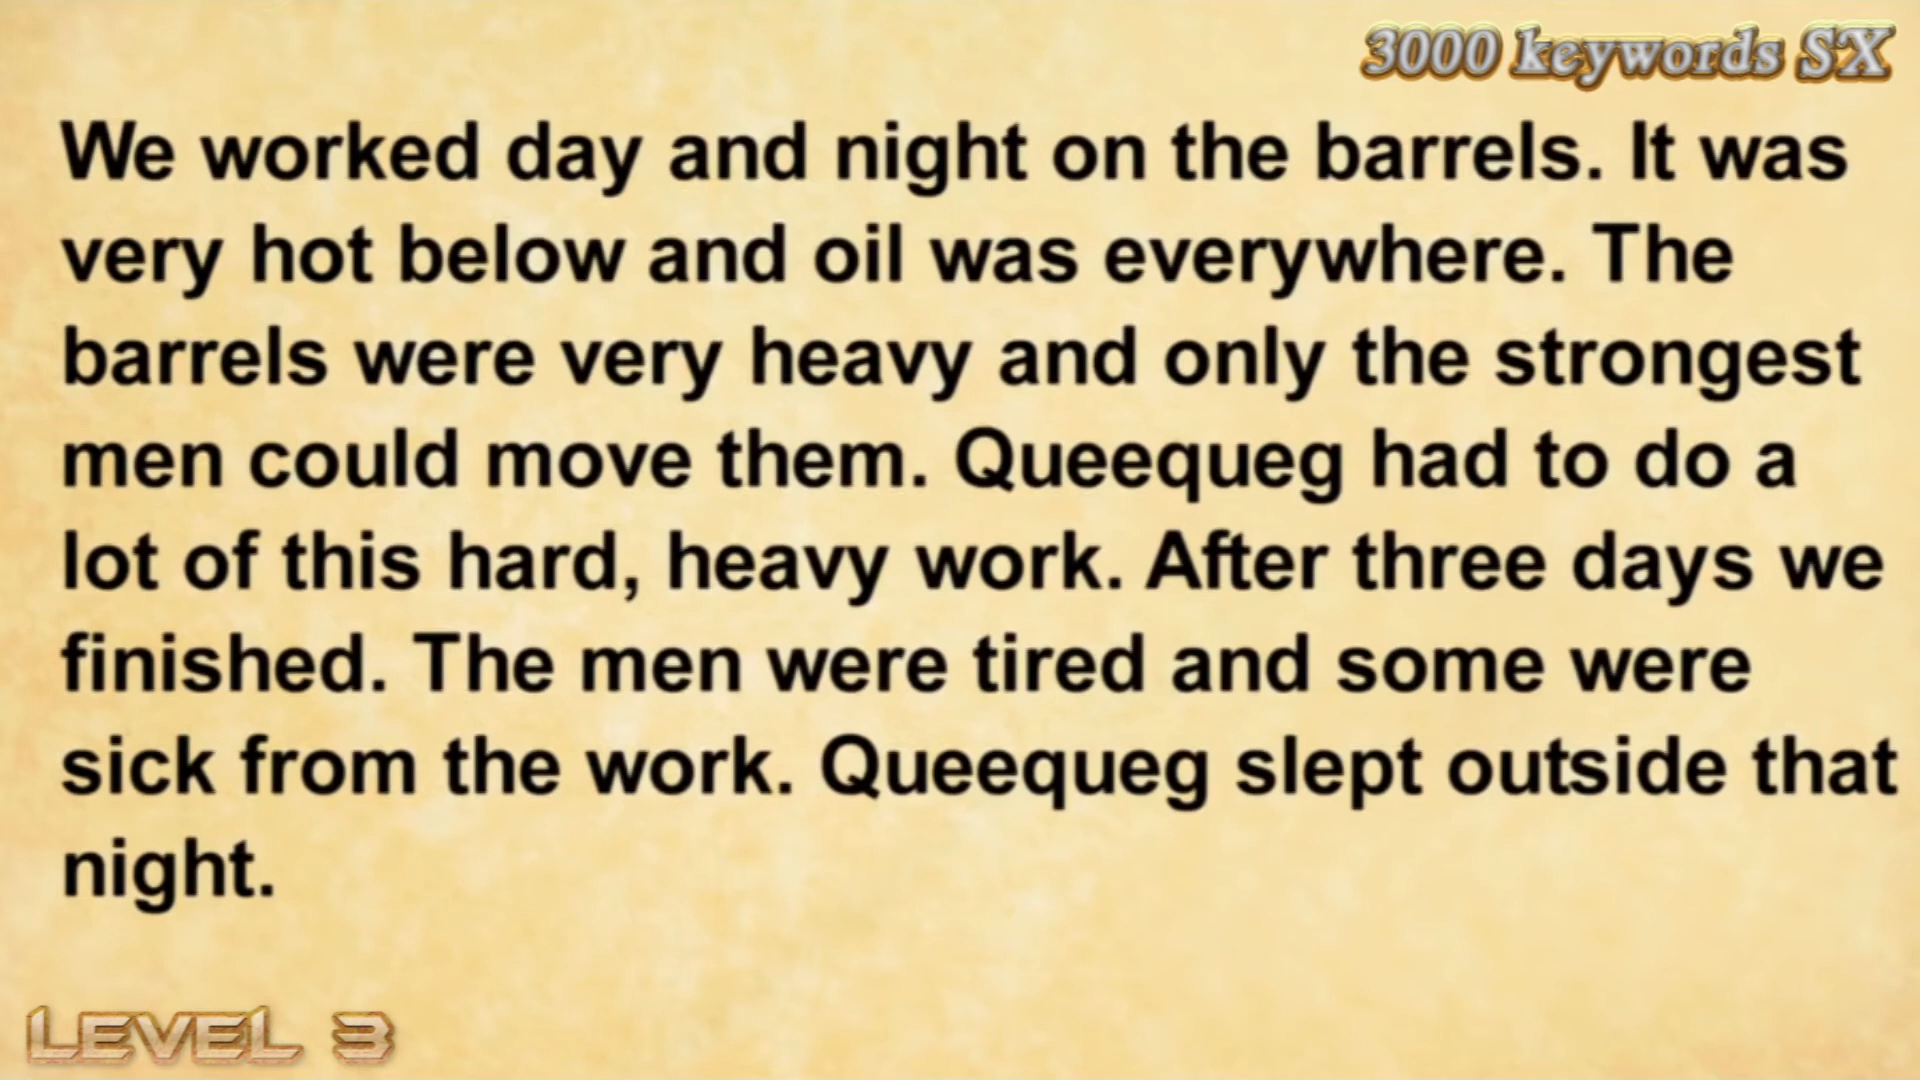 3000 keywords SX
We worked day and night on the barrels. It was
very hot below and oil was everywhere. The
barrels were very heavy and only the strongest
men could move them. Queequeg had to do a
lot of this hard, heavy work. After three days we
finished. The men were tired and some were
sick from the work. Queequeg slept outside that
night.
LEVEL 3